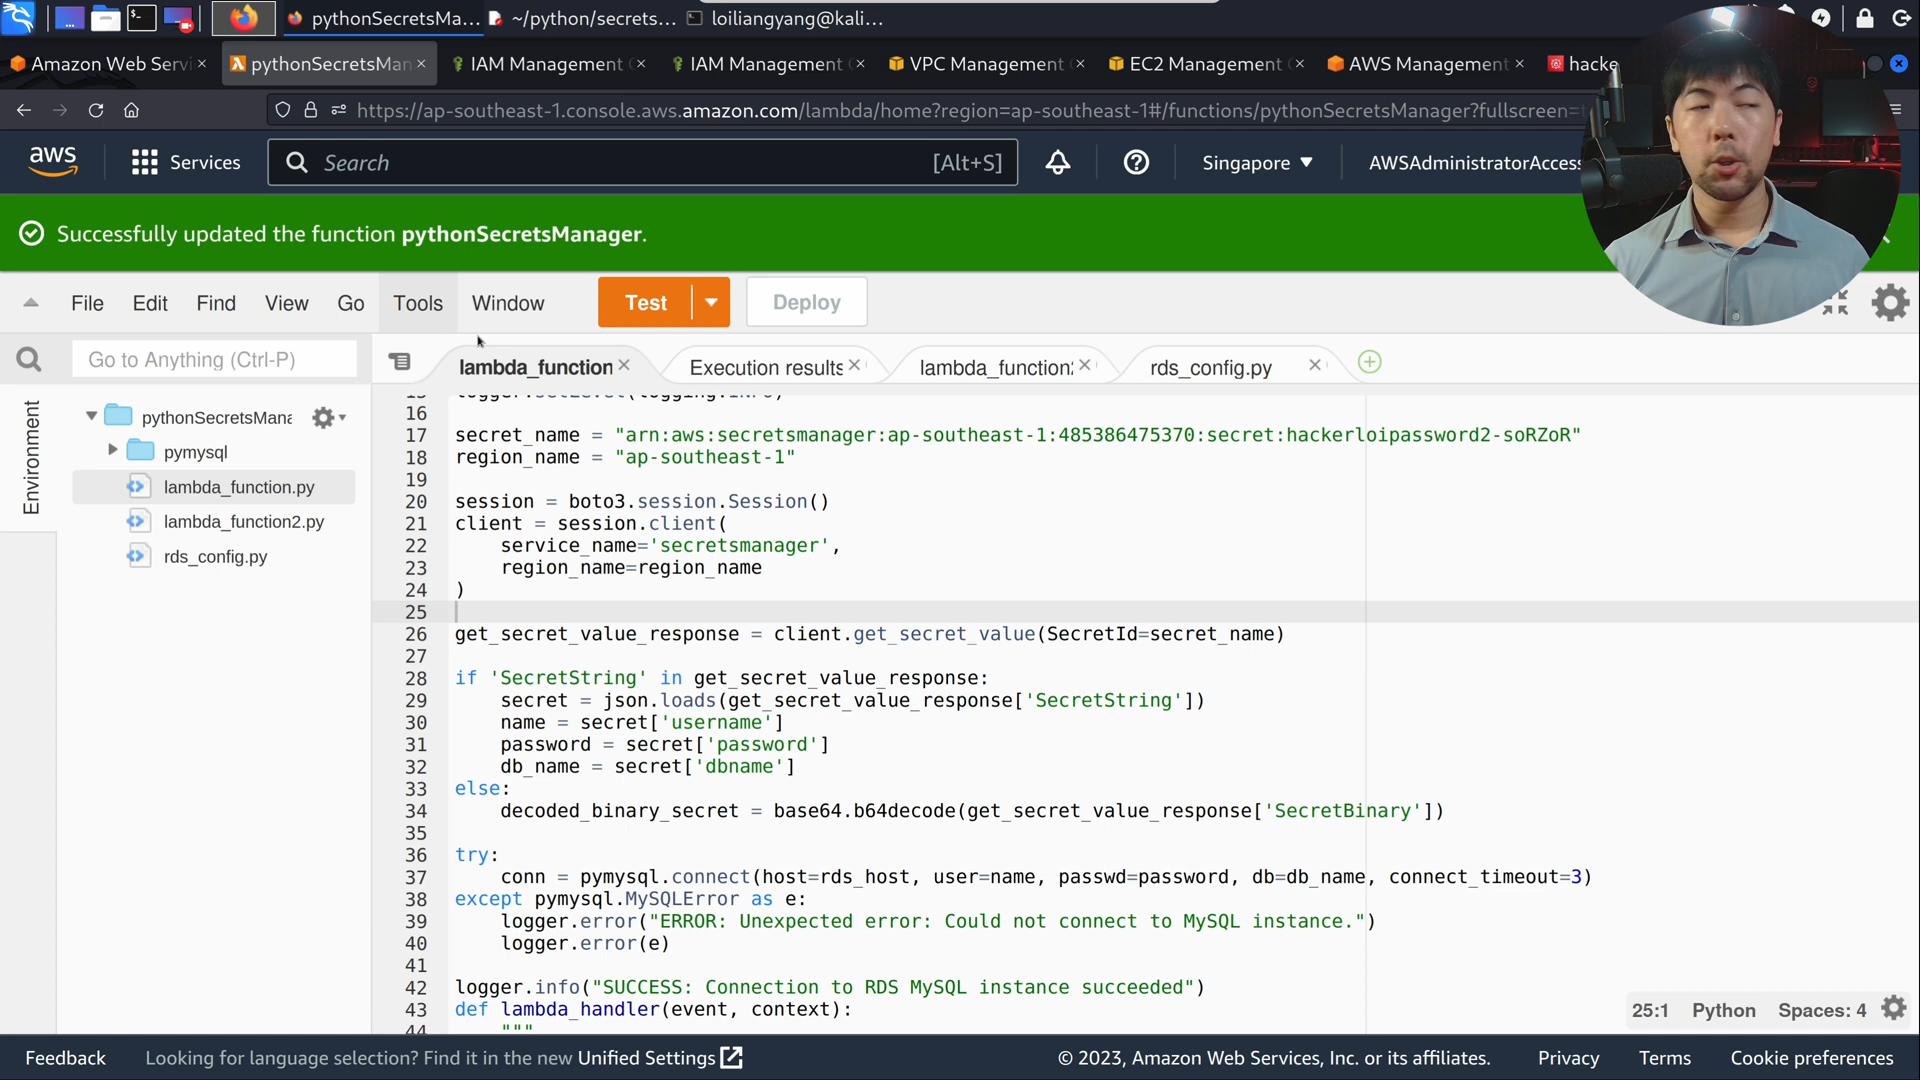 pythonSecretsMa...
~/python/secrets...
loiliangyang@kali...
Amazon Web Servi
pythonSecretsMan
IAM Management
IAM Management
VPC Management
EC2 Management
AWS Management
hacke
https://ap-southeast-1.console.aws.amazon.com/lambda/home?region=ap-southeast-1#/functions/pythonSecretsManager?fullscreen=
aws
Services
Search
[Alt+S]
Singapore
AWSAdministratorAccess
Successfully updated the function pythonSecretsManager.
File
Edit
Find
View
Go
Tools
Window
Test
Deploy
Go to Anything (Ctrl-P)
lambda_function
Execution results
lambda_function
rds_config.py
Environment
pythonSecretsMana
pymysql
lambda_function.py
lambda_function2.py
rds_config.py
15 logger.setLevel(logging.INFO)
16
17 secret_name = "arn:aws:secretsmanager:ap-southeast-1:485386475370:secret:hackerloipassword2-soRZoR"
18 region_name = "ap-southeast-1"
19
20 session = boto3.session.Session()
21 client = session.client(
22     service_name='secretsmanager',
23     region_name=region_name
24 )
25
26 get_secret_value_response = client.get_secret_value(SecretId=secret_name)
27
28 if 'SecretString' in get_secret_value_response:
29     secret = json.loads(get_secret_value_response['SecretString'])
30     name = secret['username']
31     password = secret['password']
32     db_name = secret['dbname']
33 else:
34     decoded_binary_secret = base64.b64decode(get_secret_value_response['SecretBinary'])
35
36 try:
37     conn = pymysql.connect(host=rds_host, user=name, passwd=password, db=db_name, connect_timeout=3)
38 except pymysql.MySQLError as e:
39     logger.error("ERROR: Unexpected error: Could not connect to MySQL instance.")
40     logger.error(e)
41
42 logger.info("SUCCESS: Connection to RDS MySQL instance succeeded")
43 def lambda_handler(event, context):
44     """
25:1
Python
Spaces: 4
Feedback
Looking for language selection? Find it in the new Unified Settings
© 2023, Amazon Web Services, Inc. or its affiliates.
Privacy
Terms
Cookie preferences